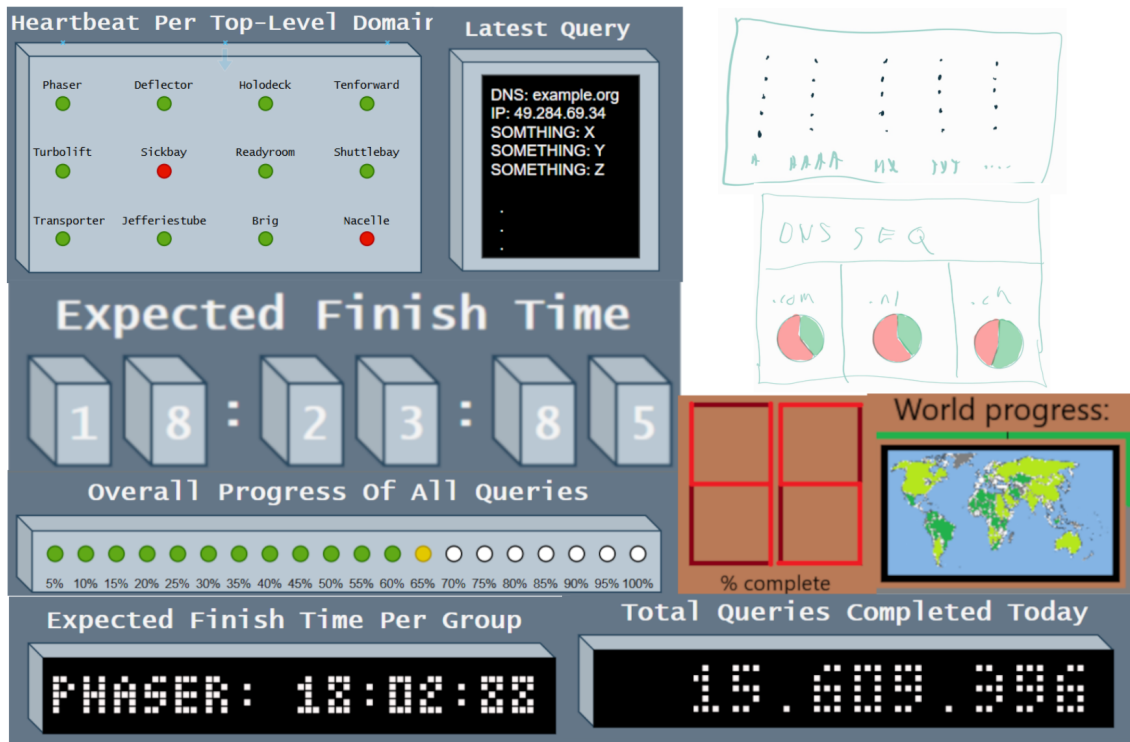 Heartbeat Per Top-Level Domain
Phaser Deflector Holodeck Tenforward
Turbolift Sickbay Readyroom Shuttlebay
Transporter Jefferiestube Brig Nacelle
Latest Query
DNS: example.org
IP: 49.284.69.34
SOMTHING: X
SOMETHING: Y
SOMETHING: Z
.
.
.
A AAAA MX ....
DNS SEQ
.com .nl .ch
Expected Finish Time
18:23:85
Overall Progress Of All Queries
5% 10% 15% 20% 25% 30% 35% 40% 45% 50% 55% 60% 65% 70% 75% 80% 85% 90% 95% 100%
% complete
World progress:
Expected Finish Time Per Group
PHASER:
Total Queries Completed Today
15.609.396